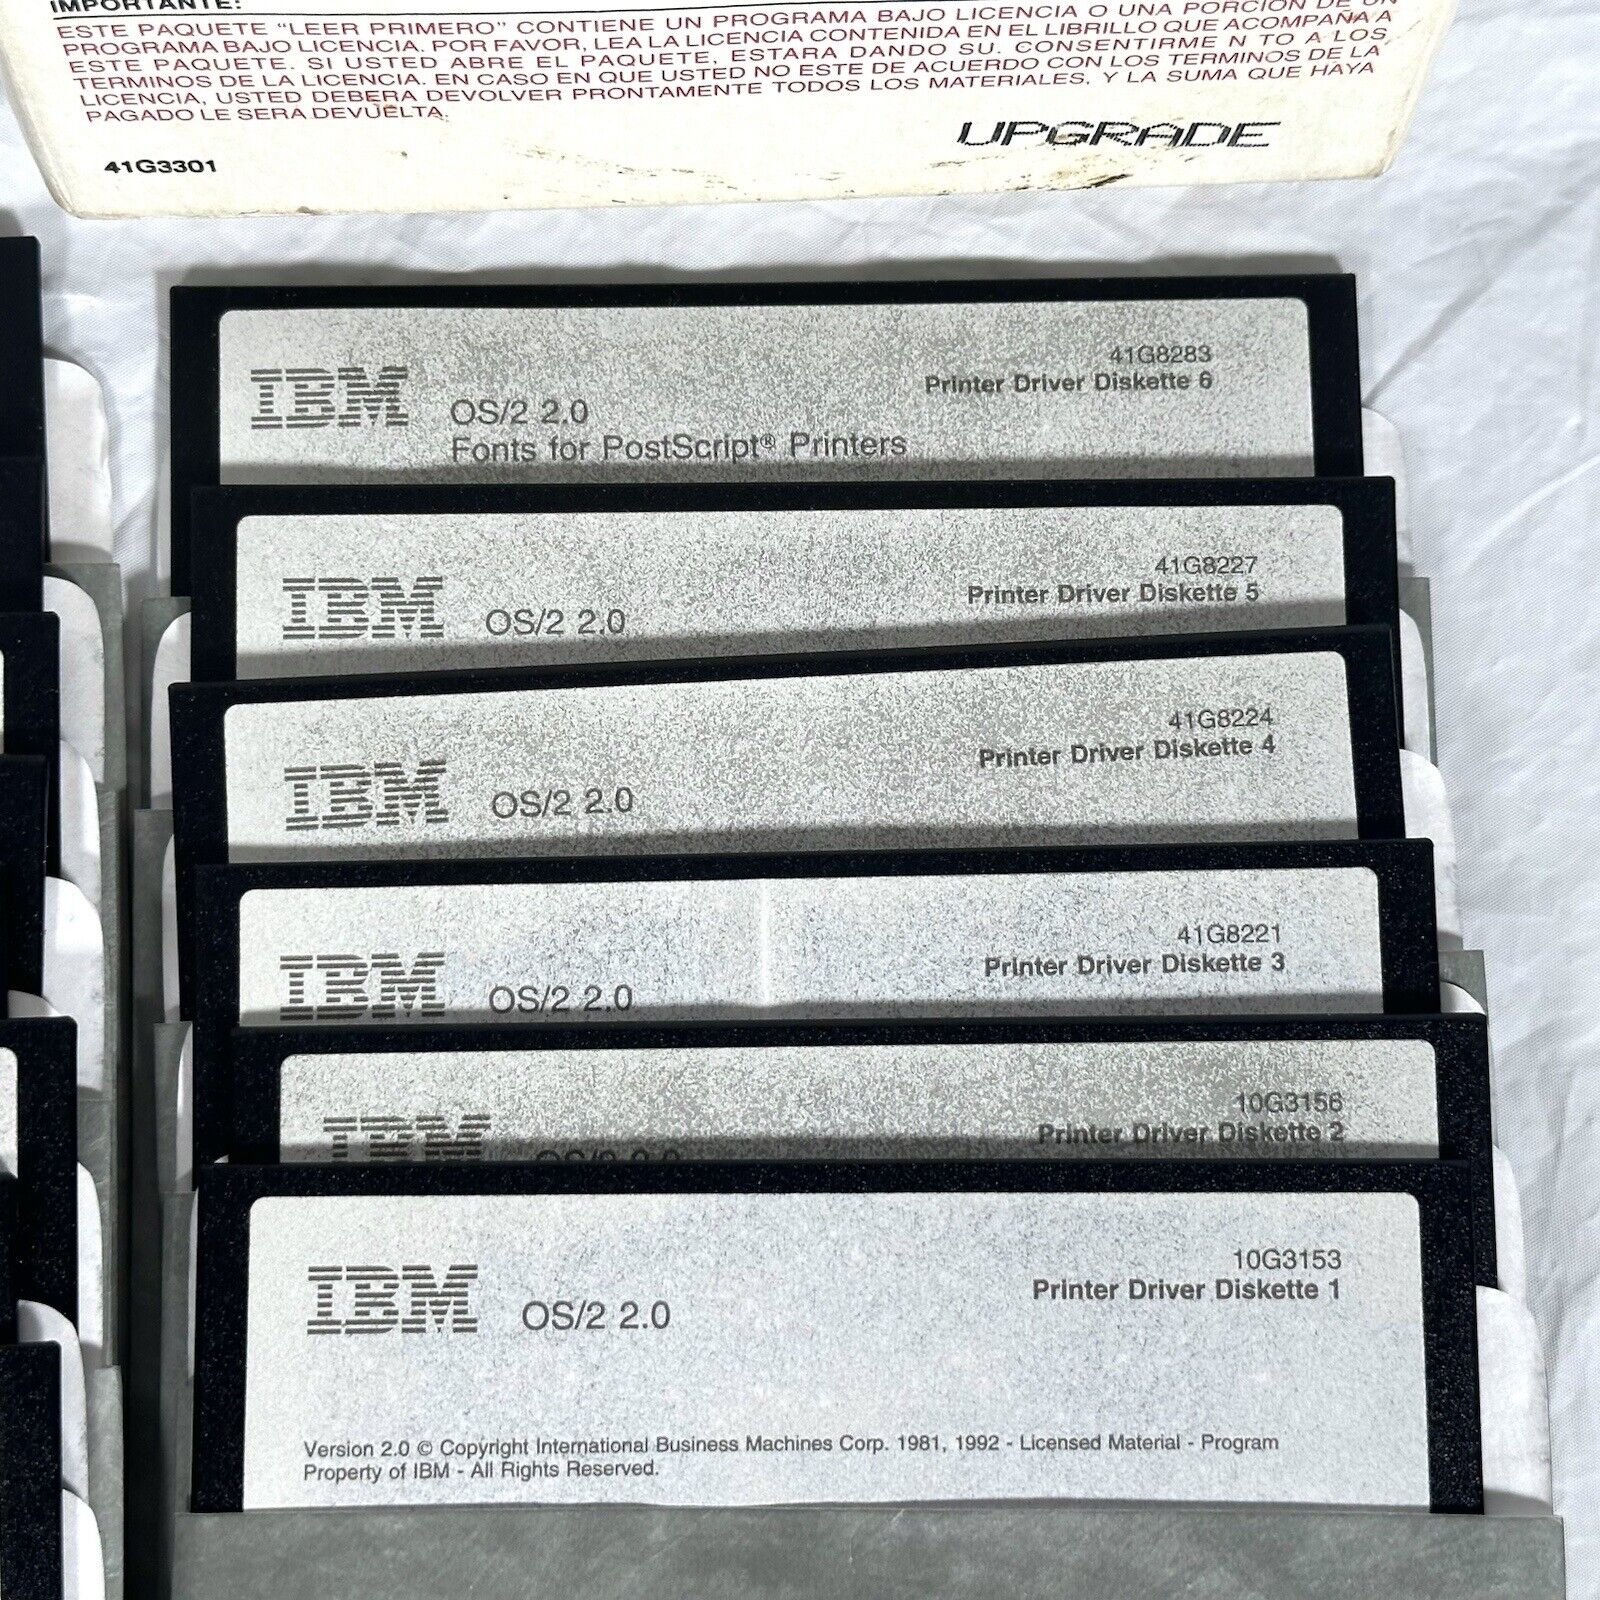 IMPORTANTE:
ESTE PAQUETE "LEER PRIMERO" CONTIENE UN PROGRAMA BAJO LICENCIA O UNA PORCION DE UN
PROGRAMA BAJO LICENCIA. POR FAVOR, LEA LA LICENCIA CONTENIDA EN EL LIBRILLO QUE ACOMPAÑA A
ESTE PAQUETE. SI USTED ABRE EL PAQUETE, ESTARA DANDO SU. CONSENTIRME N TO A LOS
TERMINOS DE LA LICENCIA. EN CASO EN QUE USTED NO ESTE DE ACUERDO CON LOS TERMINOS DE LA
LICENCIA, USTED DEBERA DEVOLVER PRONTAMENTE TODOS LOS MATERIALES, Y LA SUMA QUE HAYA
PAGADO LE SERA DEVUELTA.
UPGRADE
41G3301
41G8283
Printer Driver Diskette 6
IBM OS/2 2.0
Fonts for PostScript® Printers
41G8227
Printer Driver Diskette 5
IBM OS/2 2.0
41G8224
Printer Driver Diskette 4
IBM OS/2 2.0
41G8221
Printer Driver Diskette 3
IBM OS/2 2.0
10G3156
Printer Driver Diskette 2
IBM OS/2 2.0
10G3153
Printer Driver Diskette 1
IBM OS/2 2.0
Version 2.0 © Copyright International Business Machines Corp. 1981, 1992 - Licensed Material - Program
Property of IBM - All Rights Reserved.